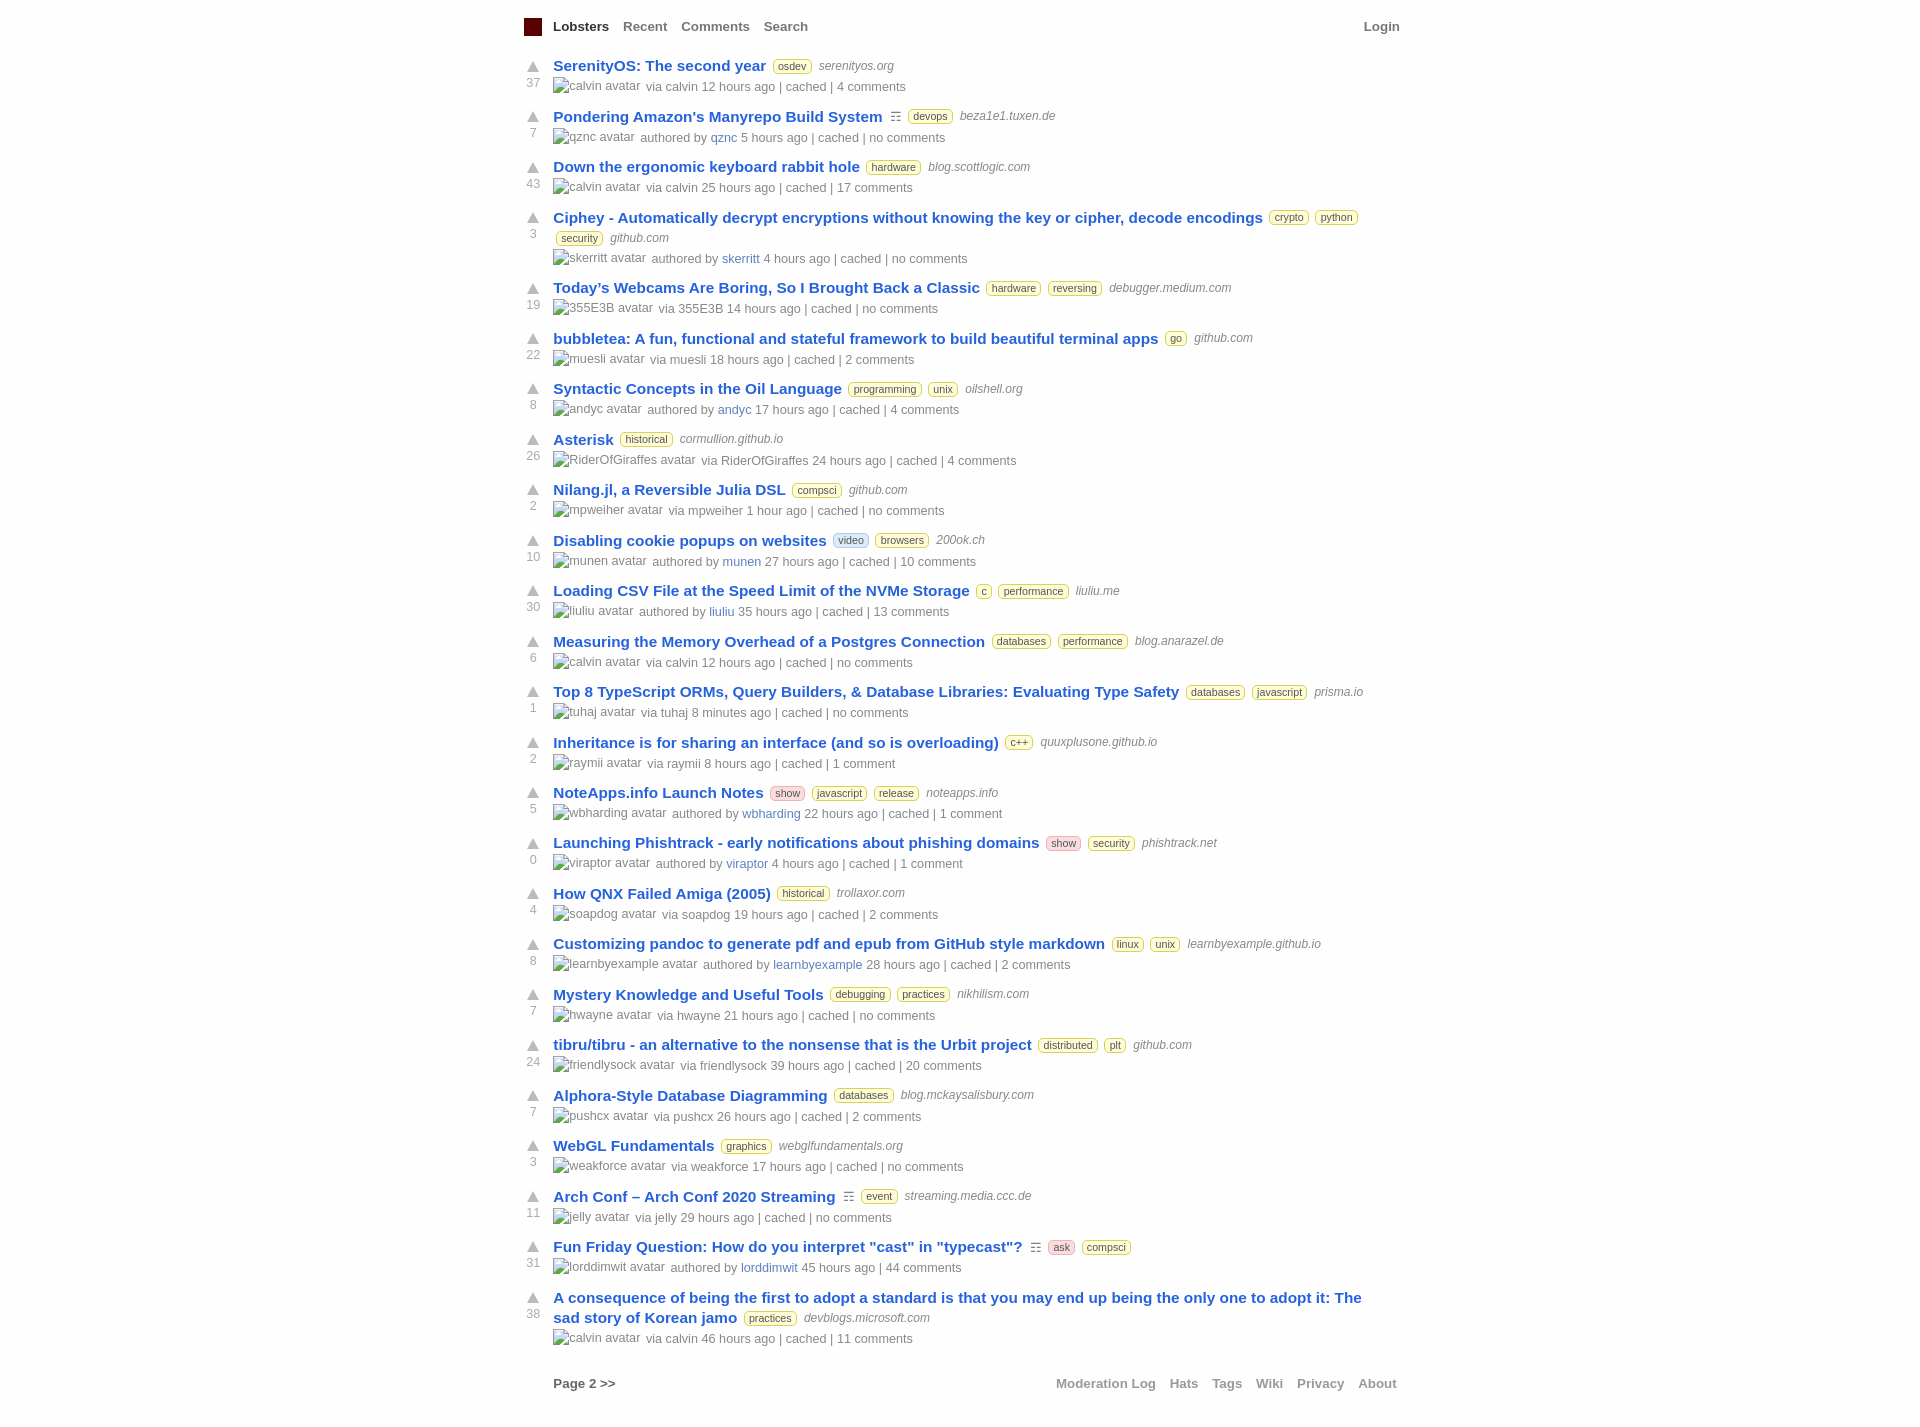 Lobsters Recent Comments Search Login
SerenityOS: The second year osdev serenityos.org
37
calvin avatar via calvin 12 hours ago | cached | 4 comments
Pondering Amazon's Manyrepo Build System ☶ devops beza1e1.tuxen.de
7
qznc avatar authored by qznc 5 hours ago | cached | no comments
Down the ergonomic keyboard rabbit hole hardware blog.scottlogic.com
43
calvin avatar via calvin 25 hours ago | cached | 17 comments
Ciphey - Automatically decrypt encryptions without knowing the key or cipher, decode encodings crypto python
3
security github.com
skerritt avatar authored by skerritt 4 hours ago | cached | no comments
Today’s Webcams Are Boring, So I Brought Back a Classic hardware reversing debugger.medium.com
19
355E3B avatar via 355E3B 14 hours ago | cached | no comments
bubbletea: A fun, functional and stateful framework to build beautiful terminal apps go github.com
22
muesli avatar via muesli 18 hours ago | cached | 2 comments
Syntactic Concepts in the Oil Language programming unix oilshell.org
8
andyc avatar authored by andyc 17 hours ago | cached | 4 comments
Asterisk historical cormullion.github.io
26
RiderOfGiraffes avatar via RiderOfGiraffes 24 hours ago | cached | 4 comments
Nilang.jl, a Reversible Julia DSL compsci github.com
2
mpweiher avatar via mpweiher 1 hour ago | cached | no comments
Disabling cookie popups on websites video browsers 200ok.ch
10
munen avatar authored by munen 27 hours ago | cached | 10 comments
Loading CSV File at the Speed Limit of the NVMe Storage c performance liuliu.me
30
liuliu avatar authored by liuliu 35 hours ago | cached | 13 comments
Measuring the Memory Overhead of a Postgres Connection databases performance blog.anarazel.de
6
calvin avatar via calvin 12 hours ago | cached | no comments
Top 8 TypeScript ORMs, Query Builders, & Database Libraries: Evaluating Type Safety databases javascript prisma.io
1
tuhaj avatar via tuhaj 8 minutes ago | cached | no comments
Inheritance is for sharing an interface (and so is overloading) c++ quuxplusone.github.io
2
raymii avatar via raymii 8 hours ago | cached | 1 comment
NoteApps.info Launch Notes show javascript release noteapps.info
5
wbharding avatar authored by wbharding 22 hours ago | cached | 1 comment
Launching Phishtrack - early notifications about phishing domains show security phishtrack.net
0
viraptor avatar authored by viraptor 4 hours ago | cached | 1 comment
How QNX Failed Amiga (2005) historical trollaxor.com
4
soapdog avatar via soapdog 19 hours ago | cached | 2 comments
Customizing pandoc to generate pdf and epub from GitHub style markdown linux unix learnbyexample.github.io
8
learnbyexample avatar authored by learnbyexample 28 hours ago | cached | 2 comments
Mystery Knowledge and Useful Tools debugging practices nikhilism.com
7
hwayne avatar via hwayne 21 hours ago | cached | no comments
tibru/tibru - an alternative to the nonsense that is the Urbit project distributed plt github.com
24
friendlysock avatar via friendlysock 39 hours ago | cached | 20 comments
Alphora-Style Database Diagramming databases blog.mckaysalisbury.com
7
pushcx avatar via pushcx 26 hours ago | cached | 2 comments
WebGL Fundamentals graphics webglfundamentals.org
3
weakforce avatar via weakforce 17 hours ago | cached | no comments
Arch Conf – Arch Conf 2020 Streaming ☶ event streaming.media.ccc.de
11
jelly avatar via jelly 29 hours ago | cached | no comments
Fun Friday Question: How do you interpret "cast" in "typecast"? ☶ ask compsci
31
lorddimwit avatar authored by lorddimwit 45 hours ago | 44 comments
A consequence of being the first to adopt a standard is that you may end up being the only one to adopt it: The
38
sad story of Korean jamo practices devblogs.microsoft.com
calvin avatar via calvin 46 hours ago | cached | 11 comments
Page 2 >> Moderation Log Hats Tags Wiki Privacy About